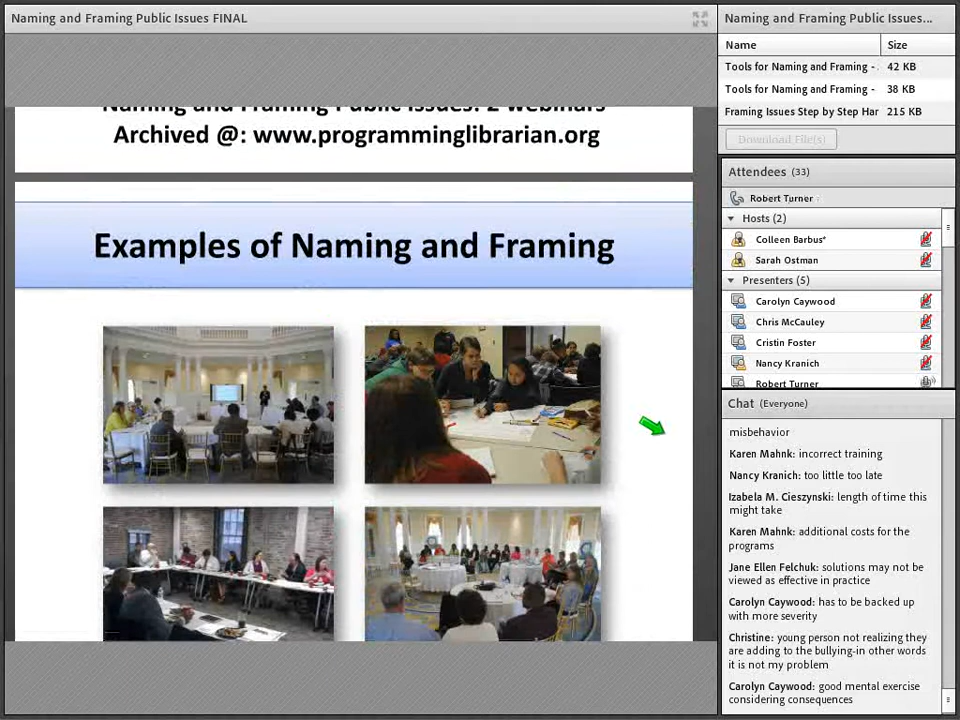 Naming and Framing Public Issues FINAL
Naming and Framing Public Issues: 2 webinars
Archived @: www.programminglibrarian.org
Examples of Naming and Framing
Naming and Framing Public Issues...
Name Size
Tools for Naming and Framing - 42 KB
Tools for Naming and Framing - 38 KB
Framing Issues Step by Step Har 215 KB
Download File(s)
Attendees (33)
Robert Turner
Hosts (2)
Colleen Barbus*
Sarah Ostman
Presenters (5)
Carolyn Caywood
Chris McCauley
Cristin Foster
Nancy Kranich
Robert Turner
Chat (Everyone)
misbehavior
Karen Mahnk: incorrect training
Nancy Kranich: too little too late
Izabela M. Cieszynski: length of time this
might take
Karen Mahnk: additional costs for the
programs
Jane Ellen Felchuk: solutions may not be
viewed as effective in practice
Carolyn Caywood: has to be backed up
with more severity
Christine: young person not realizing they
are adding to the bullying-in other words
it is not my problem
Carolyn Caywood: good mental exercise
considering consequences